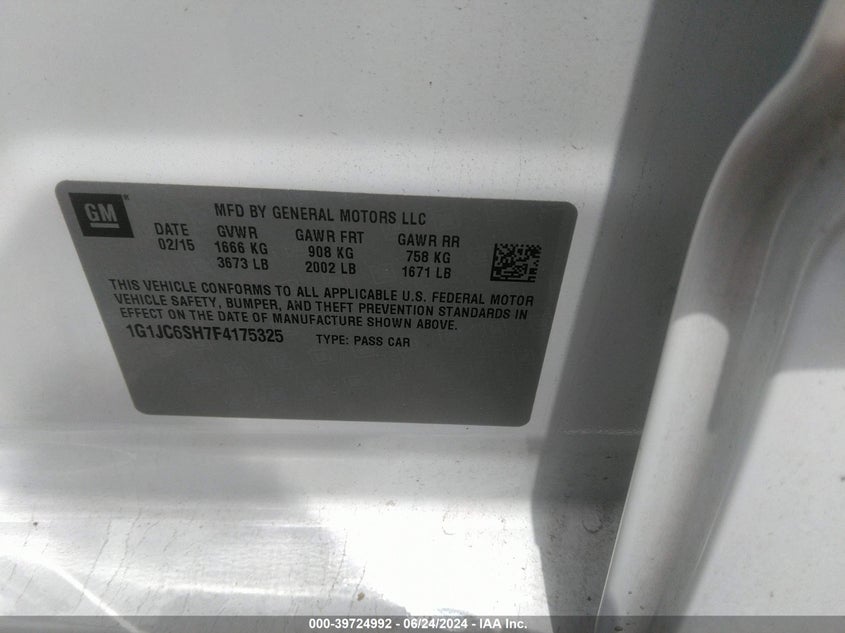 GM
MFD BY GENERAL MOTORS LLC
DATE GVWR GAWR FRT GAWR RR
02/15 1666 KG 908 KG 758 KG
3673 LB 2002 LB 1671 LB
THIS VEHICLE CONFORMS TO ALL APPLICABLE U.S. FEDERAL MOTOR
VEHICLE SAFETY, BUMPER, AND THEFT PREVENTION STANDARDS IN
EFFECT ON THE DATE OF MANUFACTURE SHOWN ABOVE.
1G1JC6SH7F4175325 TYPE: PASS CAR
000-39724992 - 06/24/2024 - IAA Inc.